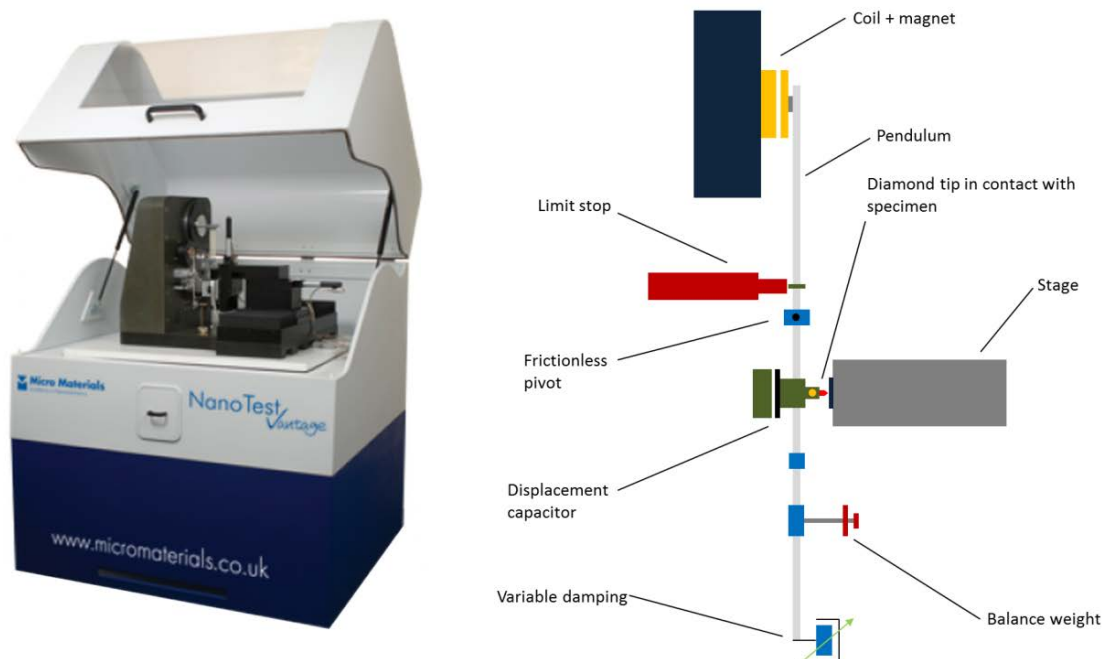 Micro Materials
NanoTest
Vantage
www.micromaterials.co.uk
Coil + magnet
Pendulum
Diamond tip in contact with
specimen
Limit stop
Stage
Frictionless
pivot
Displacement
capacitor
Variable damping
Balance weight